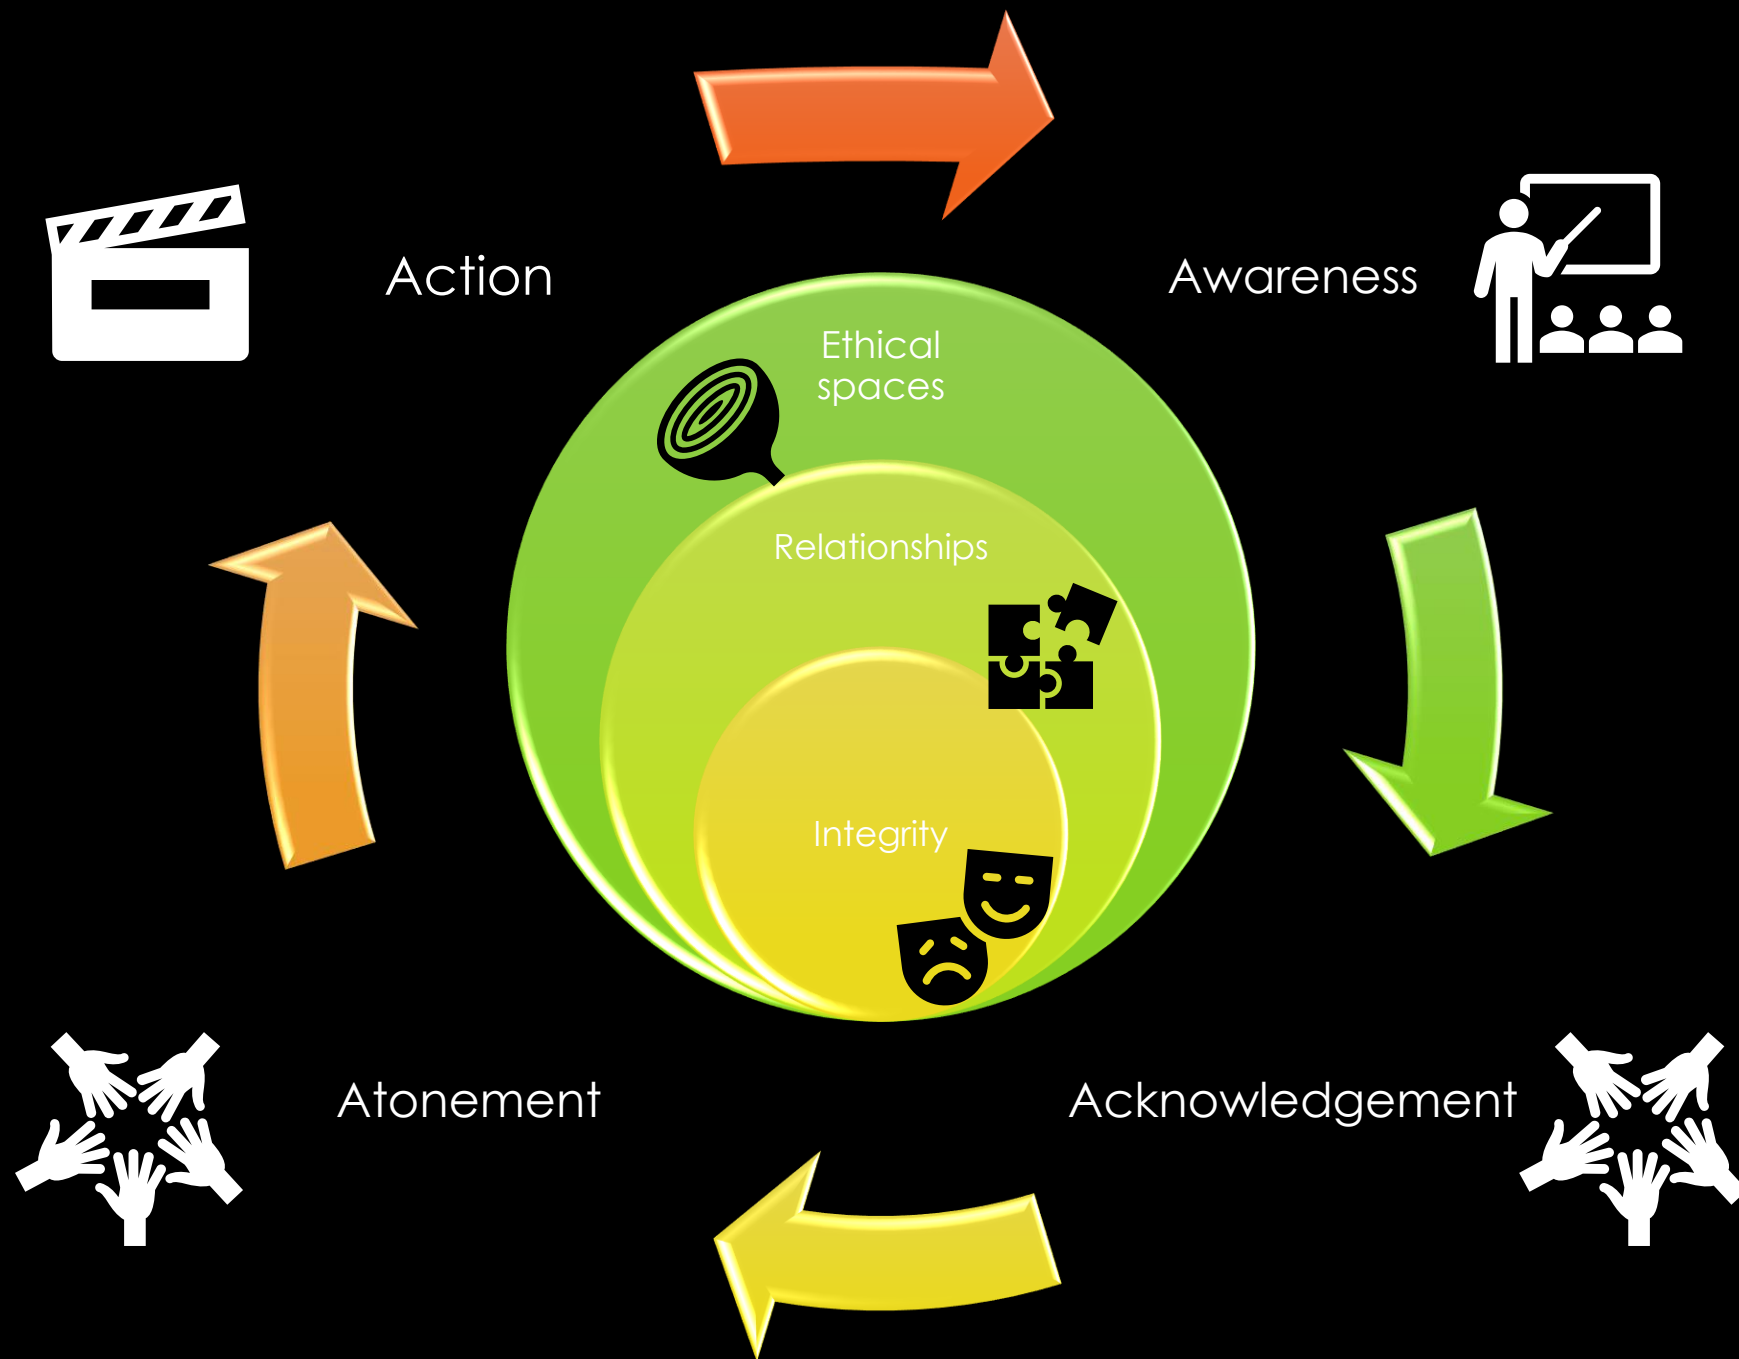 Action
Awareness
Ethical
spaces
Relationships
Integrity
Atonement
Acknowledgement